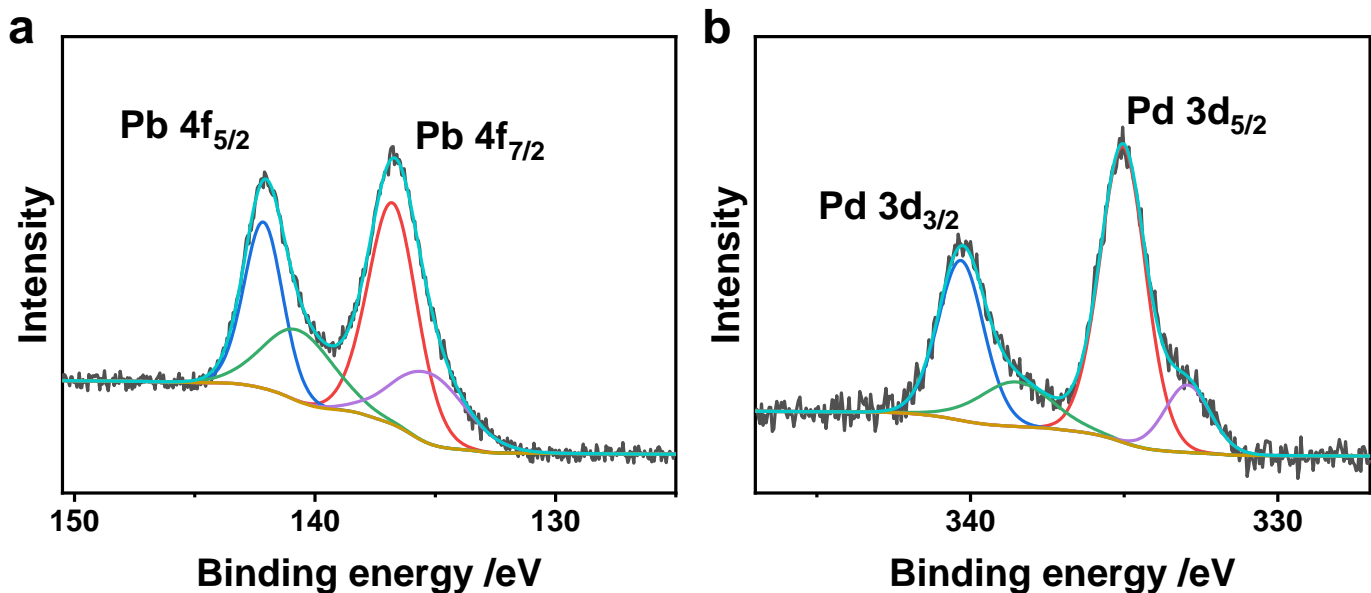 a
Pb 4f5/2
Pb 4f7/2
Intensity
150
140
130
Binding energy /eV
b
Pd 3d5/2
Pd 3d3/2
Intensity
340
330
Binding energy /eV